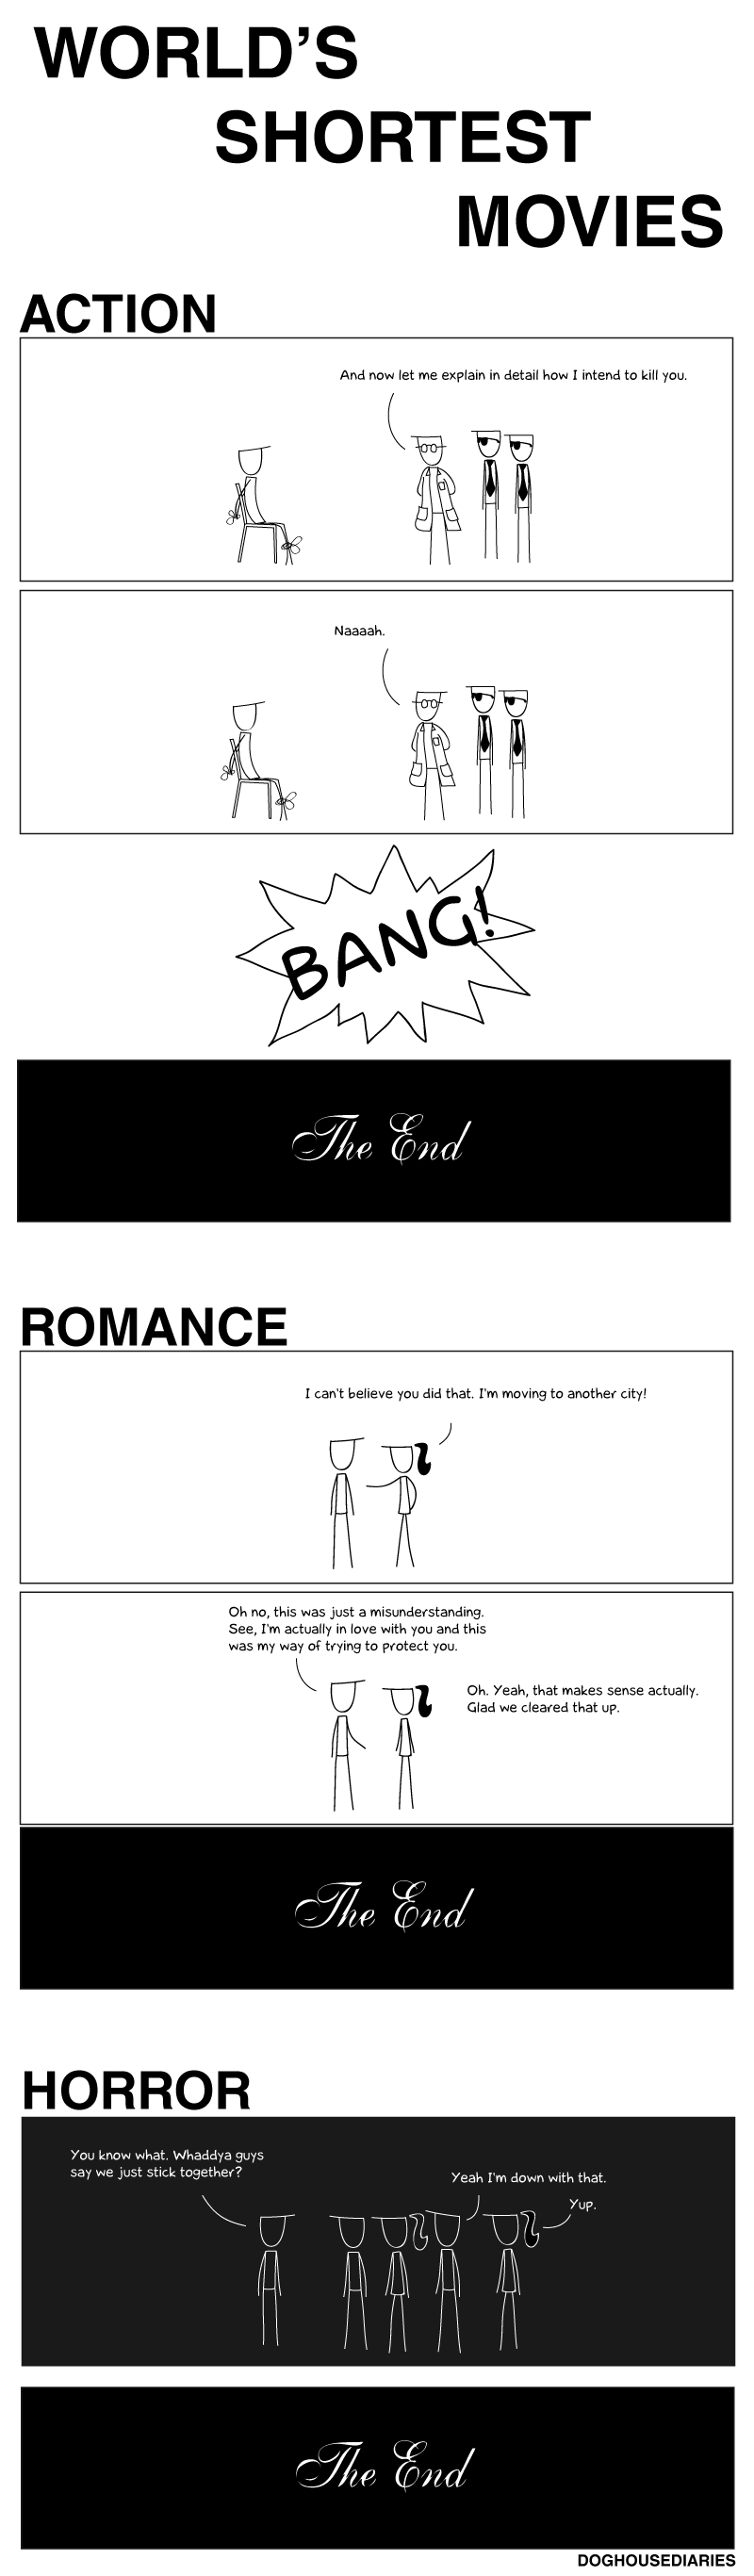 WORLD'S
SHORTEST
MOVIES
ACTION
And now let me explain in detail how I intend to kill you.
Naaaah.
BANG!
The End
ROMANCE
I can't believe you did that. I'm moving to another city!
Oh no, this was just a misunderstanding.
See, I'm actually in love with you and this
was my way of trying to protect you.
Oh. Yeah, that makes sense actually.
Glad we cleared that up.
The End
HORROR
You know what. Whaddya guys
say we just stick together?
Yeah I'm down with that.
Yup.
The End
DOGHOUSEDIARIES